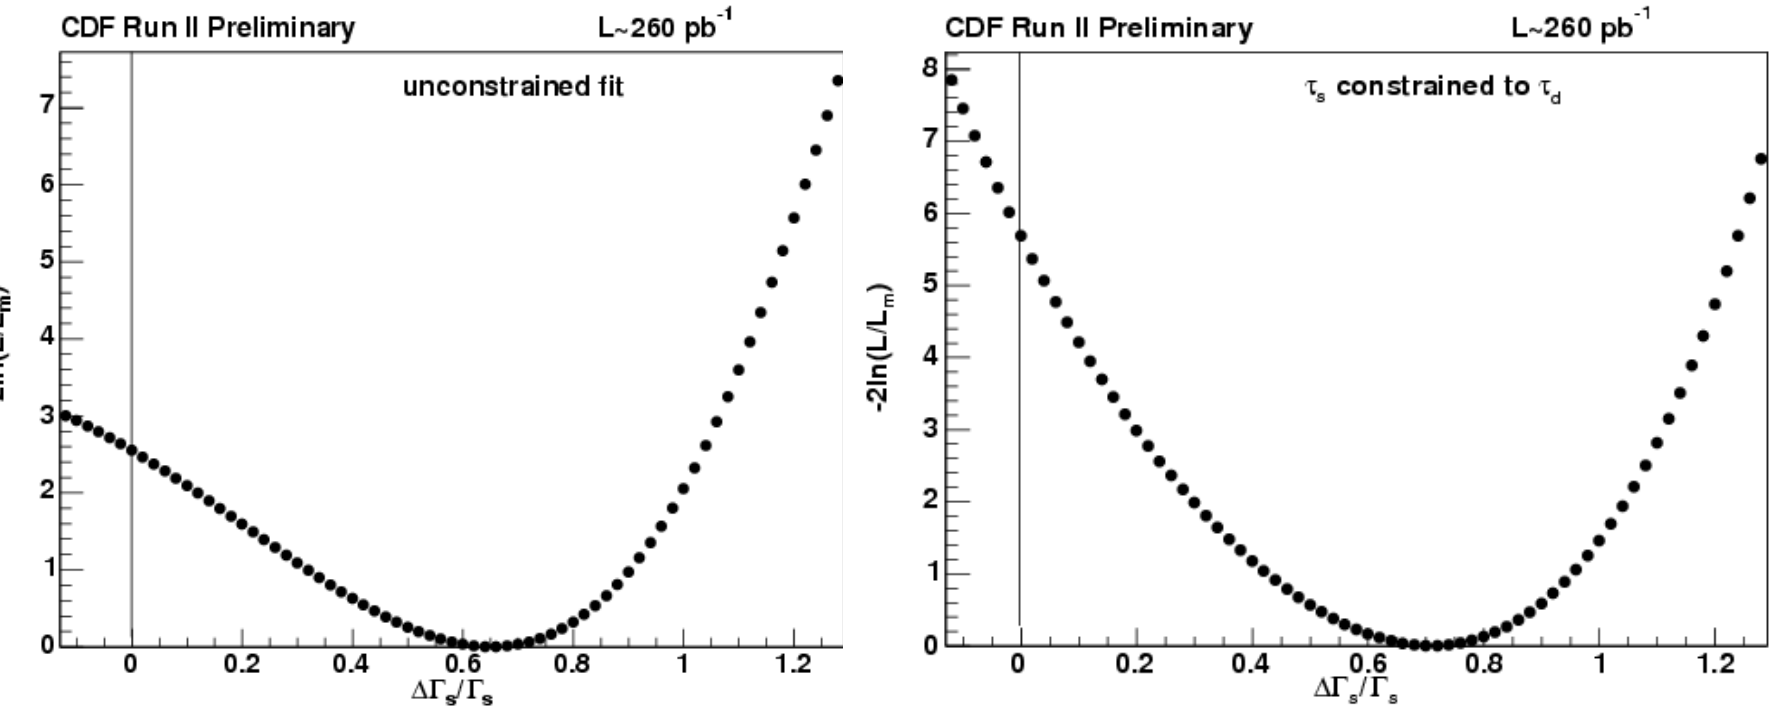 CDF Run II Preliminary L~260 pb⁻¹
unconstrained fit
7
6
5
4
3
2
1
0
0 0.2 0.4 0.6 0.8 1 1.2
ΔΓs/Γs
CDF Run II Preliminary L~260 pb⁻¹
τs constrained to τd
-2ln(L/Lm)
8
7
6
5
4
3
2
1
0
0 0.2 0.4 0.6 0.8 1 1.2
ΔΓs/Γs